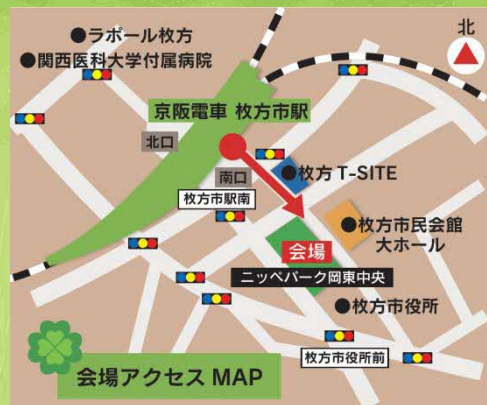 ●ラポール枚方
●関西医科大学付属病院
北
京阪電車 枚方市駅
北口
南口
●枚方 T-SITE
枚方市駅南
●枚方市民会館
大ホール
会場
ニッペパーク岡東中央
●枚方市役所
枚方市役所前
会場アクセス MAP